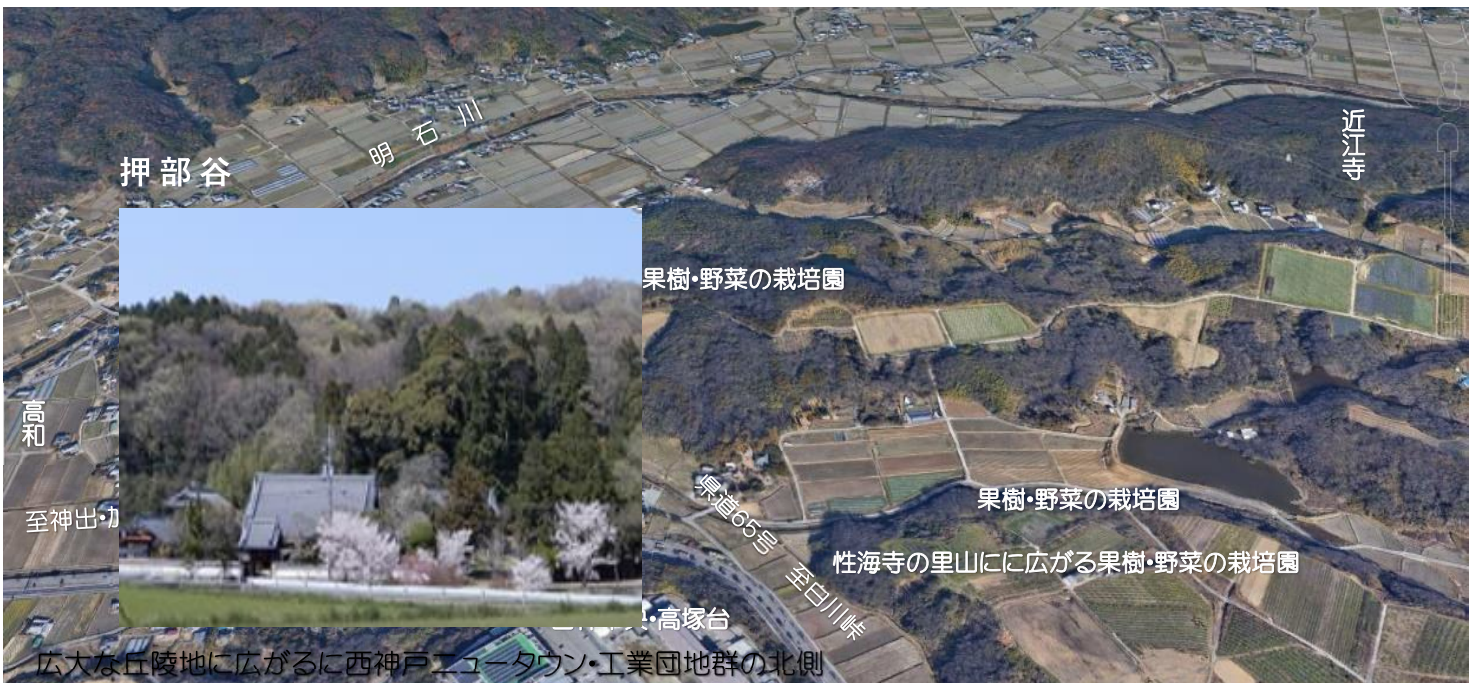 近江寺
明石川
押部谷
果樹・野菜の栽培園
高和
至神出・
県道65号
果樹・野菜の栽培園
性海寺の里山にに広がる果樹・野菜の栽培園
至白川峠
・高塚台
広大な丘陵地に広がるに西神戸ニュータウン・工業団地群の北側